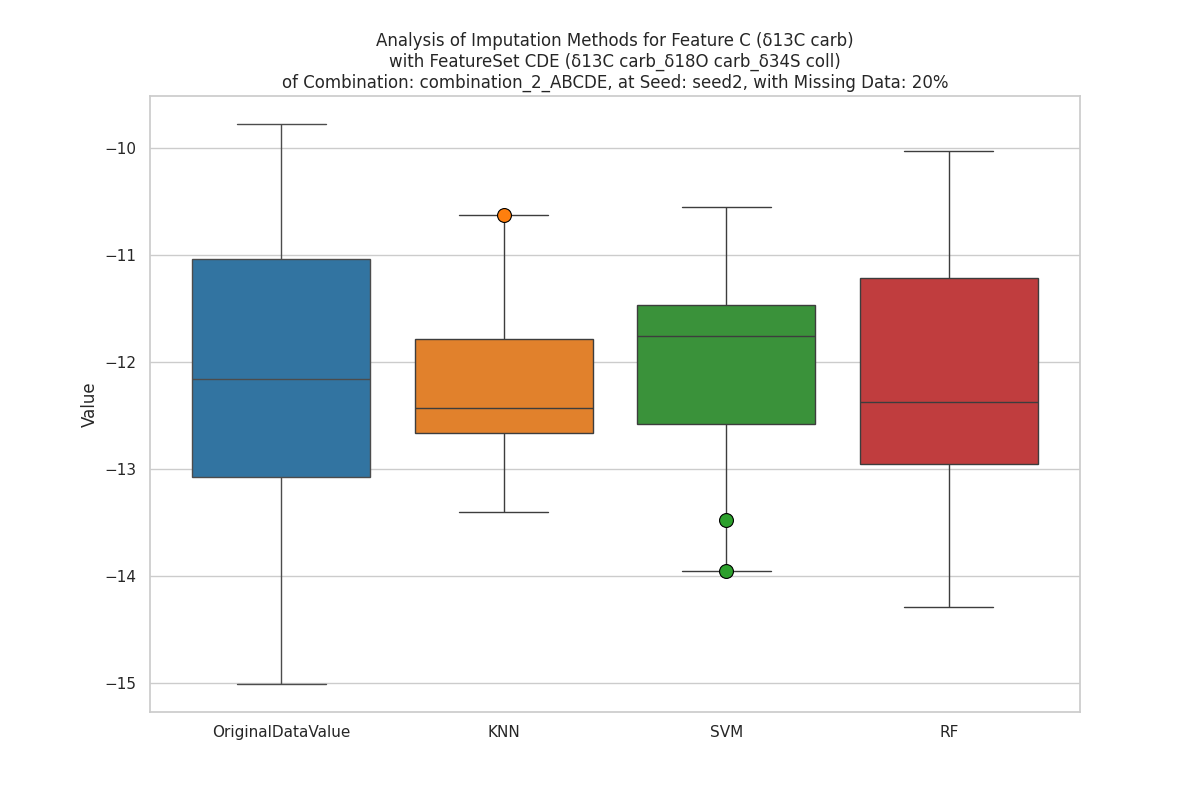 Analysis of Imputation Methods for Feature C (δ13C carb)
with FeatureSet CDE (δ13C carb_δ18O carb_δ34S coll)
of Combination: combination_2_ABCDE, at Seed: seed2, with Missing Data: 20%
Value
−10
−11
−12
−13
−14
−15
OriginalDataValue
KNN
SVM
RF